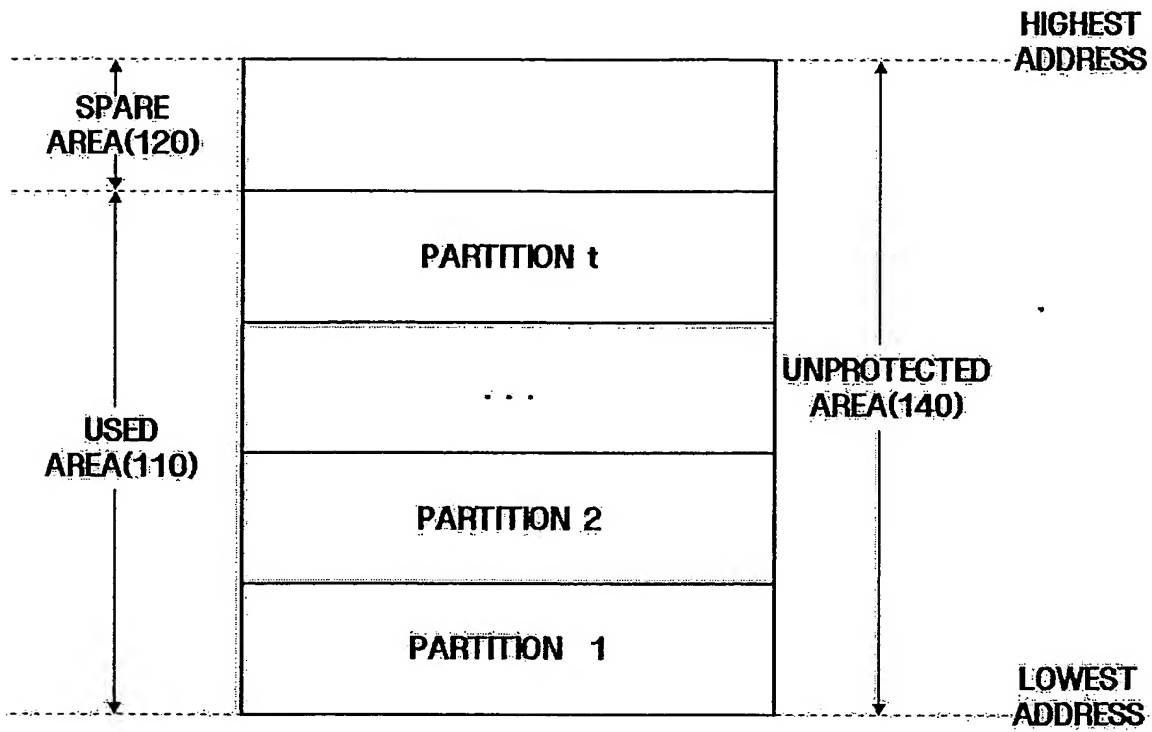 HIGHEST
ADDRESS
SPARE
AREA(120)
PARTITION t
UNPROTECTED
AREA(140)
. . .
USED
AREA(110)
PARTITION 2
PARTITION 1
LOWEST
ADDRESS